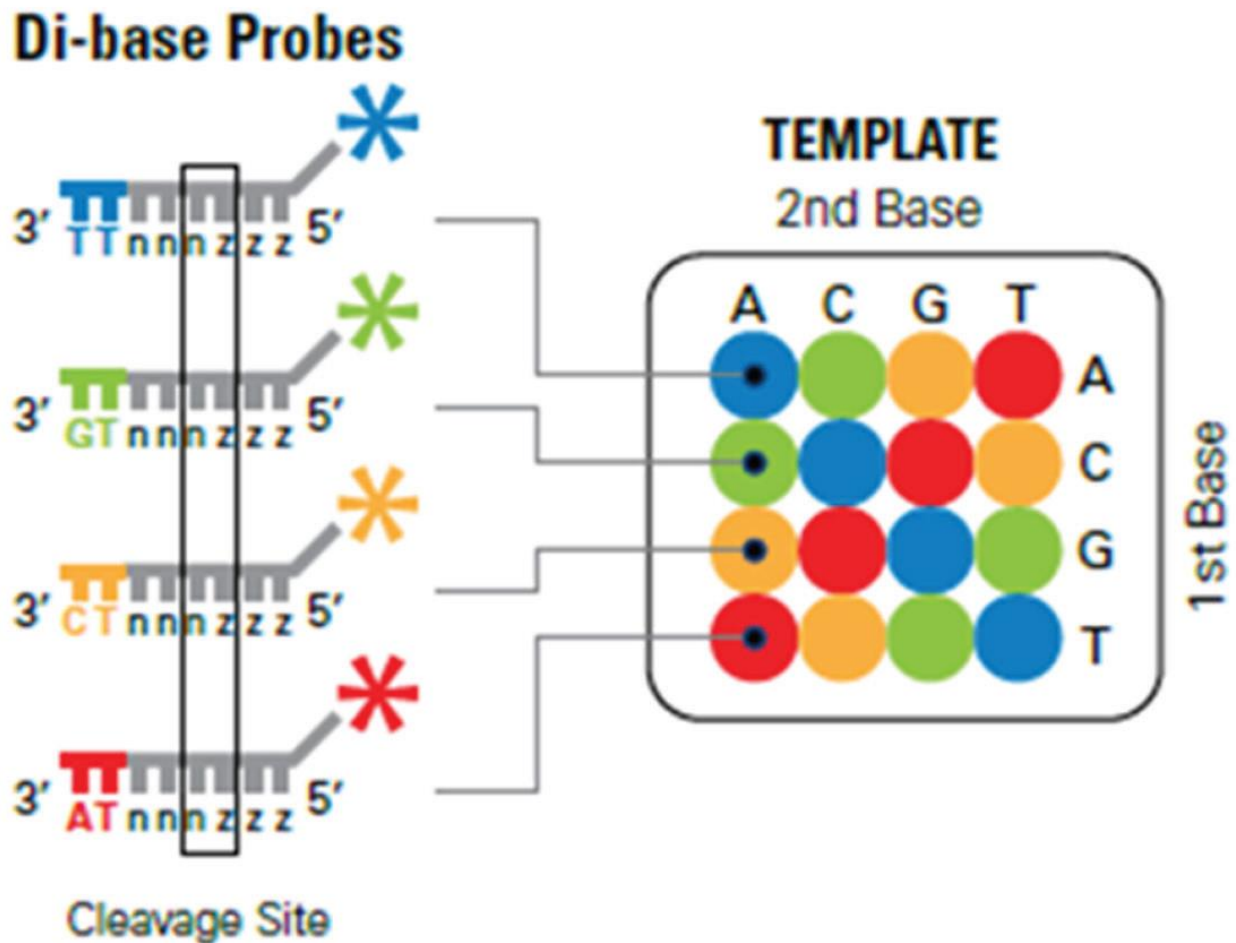 Di-base Probes
3′ TTnnnzzz 5′
3′ GTnnnzzz 5′
3′ CTnnnzzz 5′
3′ ATnnnzzz 5′
Cleavage Site
TEMPLATE
2nd Base
A C G T
A
C
G
T
1st Base